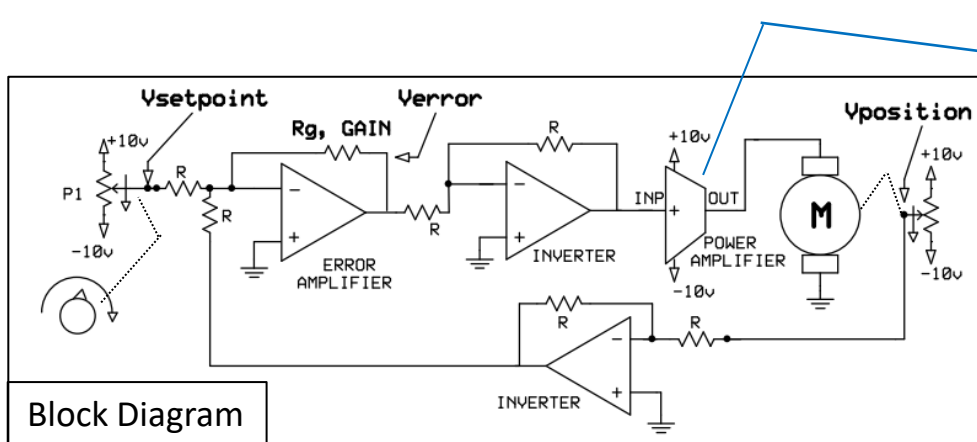 Vsetpoint
Verror
Vposition
Rg, GAIN
R
+10v
+10v
+10v
P1
R
R
-10v
R
INP
+
OUT
M
-
+
ERROR
AMPLIFIER
-
+
INVERTER
POWER
AMPLIFIER
-10v
-10v
R
R
-
+
INVERTER
Block Diagram